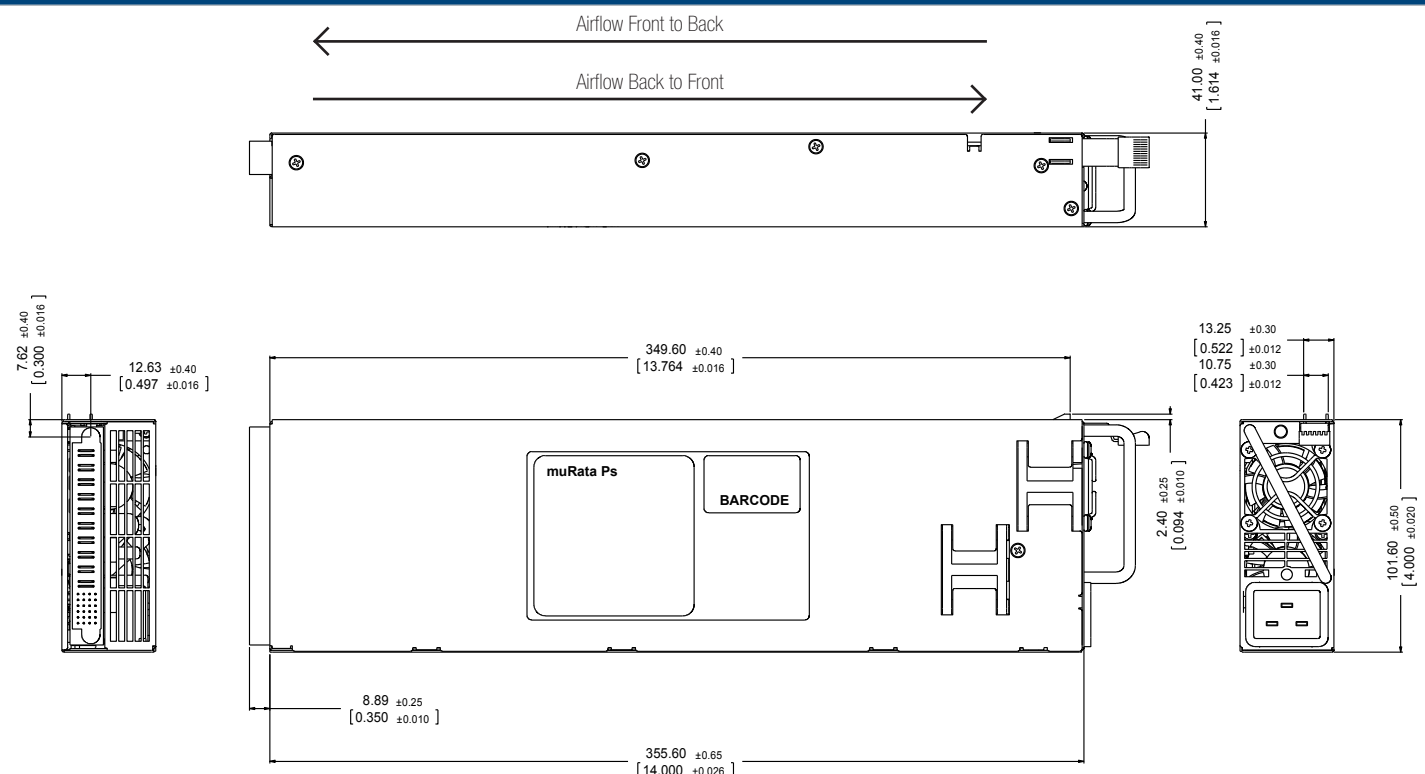 Airflow Front to Back
Airflow Back to Front
41.00 ±0.40
[ 1.614 ±0.016 ]
7.62 ±0.40
[ 0.300 ±0.016 ]
12.63 ±0.40
[ 0.497 ±0.016 ]
349.60 ±0.40
[ 13.764 ±0.016 ]
13.25 ±0.30
[ 0.522 ] ±0.012
10.75 ±0.30
[ 0.423 ] ±0.012
muRata Ps
BARCODE
2.40 ±0.25
[ 0.094 ±0.010 ]
101.60 ±0.50
[ 4.000 ±0.020 ]
8.89 ±0.25
[ 0.350 ±0.010 ]
355.60 ±0.65
[ 14.000 ±0.026 ]